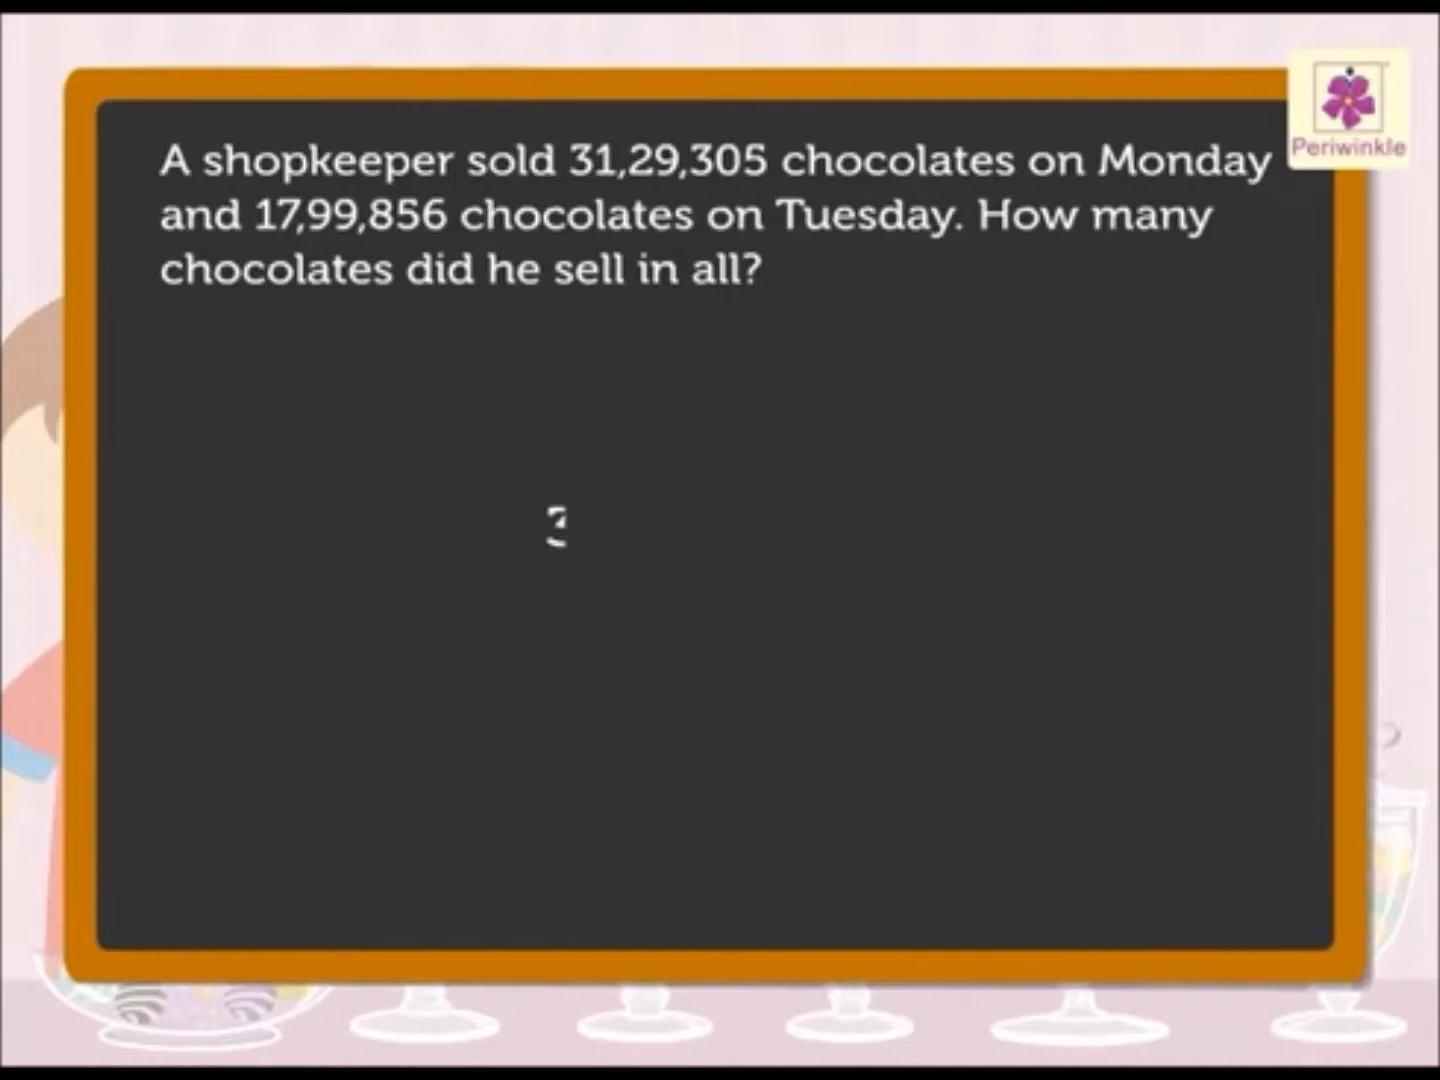 Periwinkle
A shopkeeper sold 31,29,305 chocolates on Monday
and 17,99,856 chocolates on Tuesday. How many
chocolates did he sell in all?
3